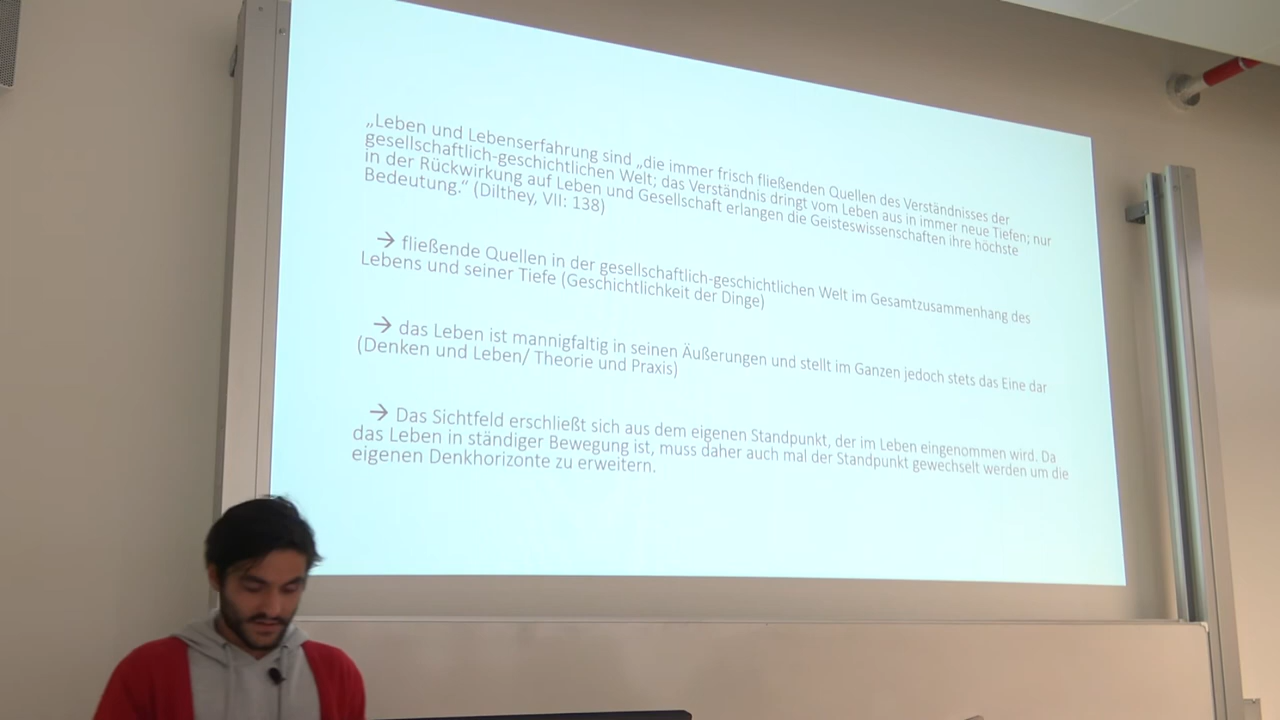 „Leben und Lebenserfahrung sind „die immer frisch fließenden Quellen des Verständnisses der
gesellschaftlich-geschichtlichen Welt; das Verständnis dringt vom Leben aus in immer neue Tiefen; nur
in der Rückwirkung auf Leben und Gesellschaft erlangen die Geisteswissenschaften ihre höchste
Bedeutung.“ (Dilthey, VII: 138)
→ fließende Quellen in der gesellschaftlich-geschichtlichen Welt im Gesamtzusammenhang des
Lebens und seiner Tiefe (Geschichtlichkeit der Dinge)
→ das Leben ist mannigfaltig in seinen Äußerungen und stellt im Ganzen jedoch stets das Eine dar
(Denken und Leben/ Theorie und Praxis)
→ Das Sichtfeld erschließt sich aus dem eigenen Standpunkt, der im Leben eingenommen wird. Da
das Leben in ständiger Bewegung ist, muss daher auch mal der Standpunkt gewechselt werden um die
eigenen Denkhorizonte zu erweitern.